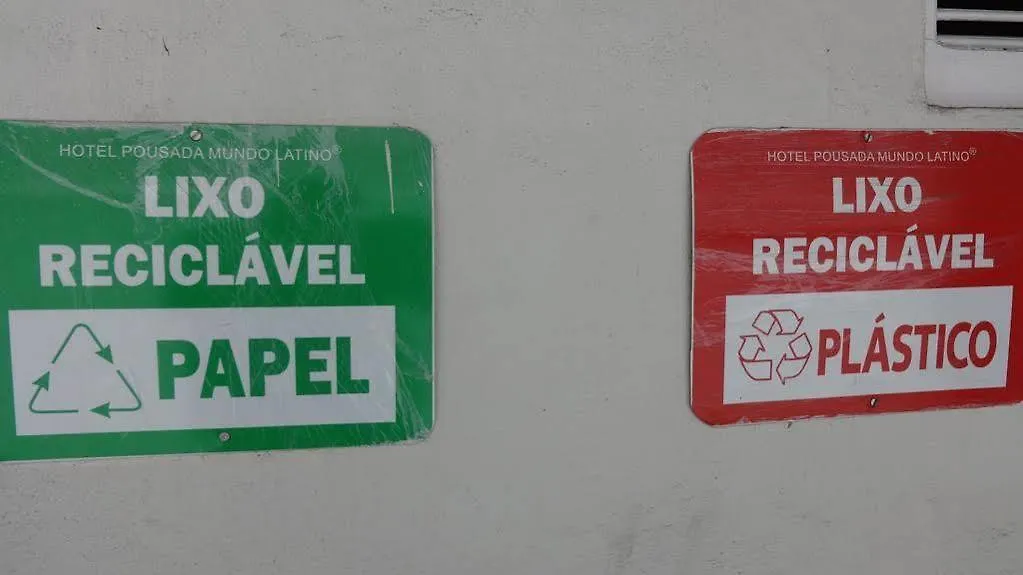 HOTEL POUSADA MUNDO LATINO®
LIXO
RECICLÁVEL
PAPEL
HOTEL POUSADA MUNDO LATINO®
LIXO
RECICLÁVEL
PLÁSTICO